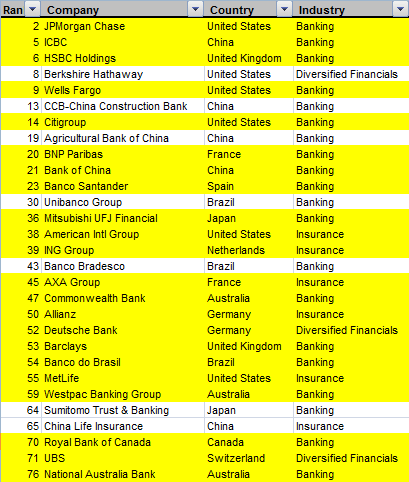 Ran Company Country Industry
2 JPMorgan Chase United States Banking
5 ICBC China Banking
6 HSBC Holdings United Kingdom Banking
8 Berkshire Hathaway United States Diversified Financials
9 Wells Fargo United States Banking
13 CCB-China Construction Bank China Banking
14 Citigroup United States Banking
19 Agricultural Bank of China China Banking
20 BNP Paribas France Banking
21 Bank of China China Banking
23 Banco Santander Spain Banking
30 Unibanco Group Brazil Banking
36 Mitsubishi UFJ Financial Japan Banking
38 American Intl Group United States Insurance
39 ING Group Netherlands Insurance
43 Banco Bradesco Brazil Banking
45 AXA Group France Insurance
47 Commonwealth Bank Australia Banking
50 Allianz Germany Insurance
52 Deutsche Bank Germany Diversified Financials
53 Barclays United Kingdom Banking
54 Banco do Brasil Brazil Banking
55 MetLife United States Insurance
59 Westpac Banking Group Australia Banking
64 Sumitomo Trust & Banking Japan Banking
65 China Life Insurance China Insurance
70 Royal Bank of Canada Canada Banking
71 UBS Switzerland Diversified Financials
76 National Australia Bank Australia Banking